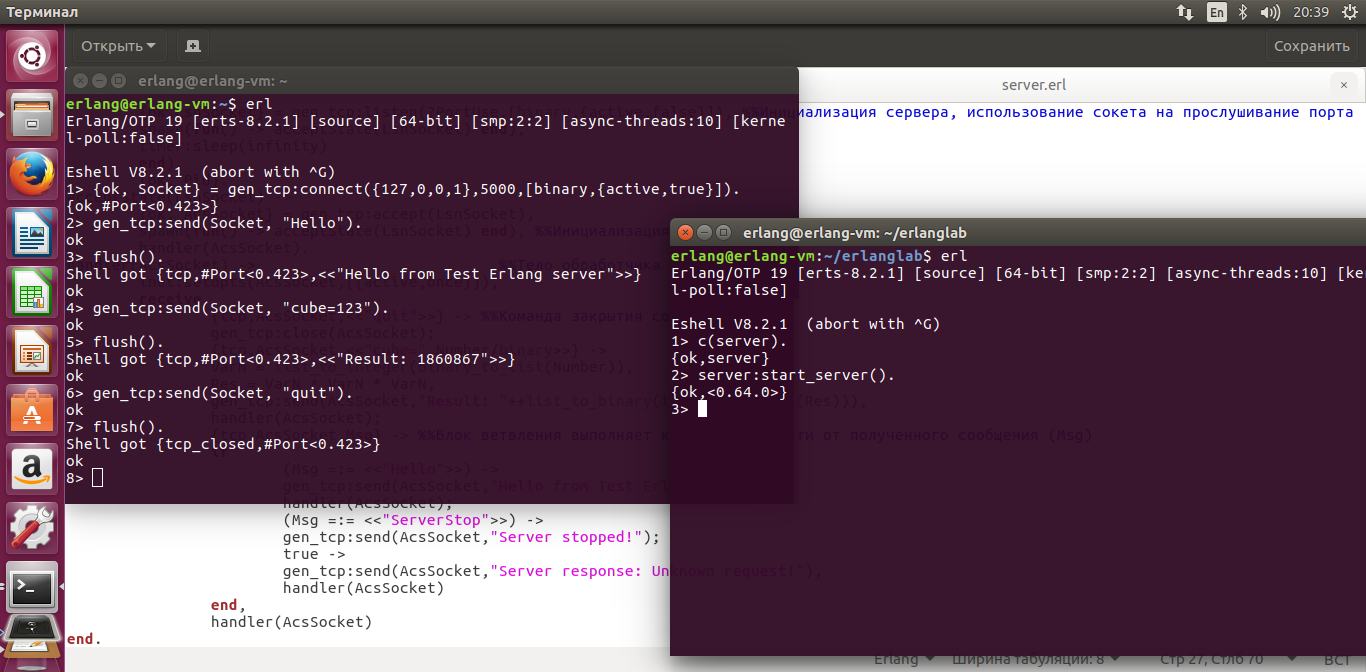 Терминал
En
20:39
Открыть
Сохранить
erlang@erlang-vm: ~
server.erl
erlang@erlang-vm:~$ erl
Erlang/OTP 19 [erts-8.2.1] [source] [64-bit] [smp:2:2] [async-threads:10] [kerne
l-poll:false]
Eshell V8.2.1  (abort with ^G)
1> {ok, Socket} = gen_tcp:connect({127,0,0,1},5000,[binary,{active,true}]).
{ok,#Port<0.423>}
2> gen_tcp:send(Socket, "Hello").
ok
3> flush().
Shell got {tcp,#Port<0.423>,<<"Hello from Test Erlang server">>}
ok
4> gen_tcp:send(Socket, "cube=123").
ok
5> flush().
Shell got {tcp,#Port<0.423>,<<"Result: 1860867">>}
ok
6> gen_tcp:send(Socket, "quit").
ok
7> flush().
Shell got {tcp_closed,#Port<0.423>}
ok
8>
сервера, использование сокета на прослушивание порта
erlang@erlang-vm: ~/erlanglab
erlang@erlang-vm:~/erlanglab$ erl
Erlang/OTP 19 [erts-8.2.1] [source] [64-bit] [smp:2:2] [async-threads:10] [ke
l-poll:false]
Eshell V8.2.1  (abort with ^G)
1> c(server).
{ok,server}
2> server:start_server().
{ok,<0.64.0>}
3>
от полученного сообщения (Msg)
(Msg =:= <<"Hello">>) ->
handler(AcsSocket);
(Msg =:= <<"ServerStop">>) ->
gen_tcp:send(AcsSocket,"Server stopped!");
true ->
gen_tcp:send(AcsSocket,"Server response: Unknown request!"),
handler(AcsSocket)
end,
handler(AcsSocket)
end.
Erlang
Ширина табуляции: 8
Стр 27, Стлб 70
ВСТ